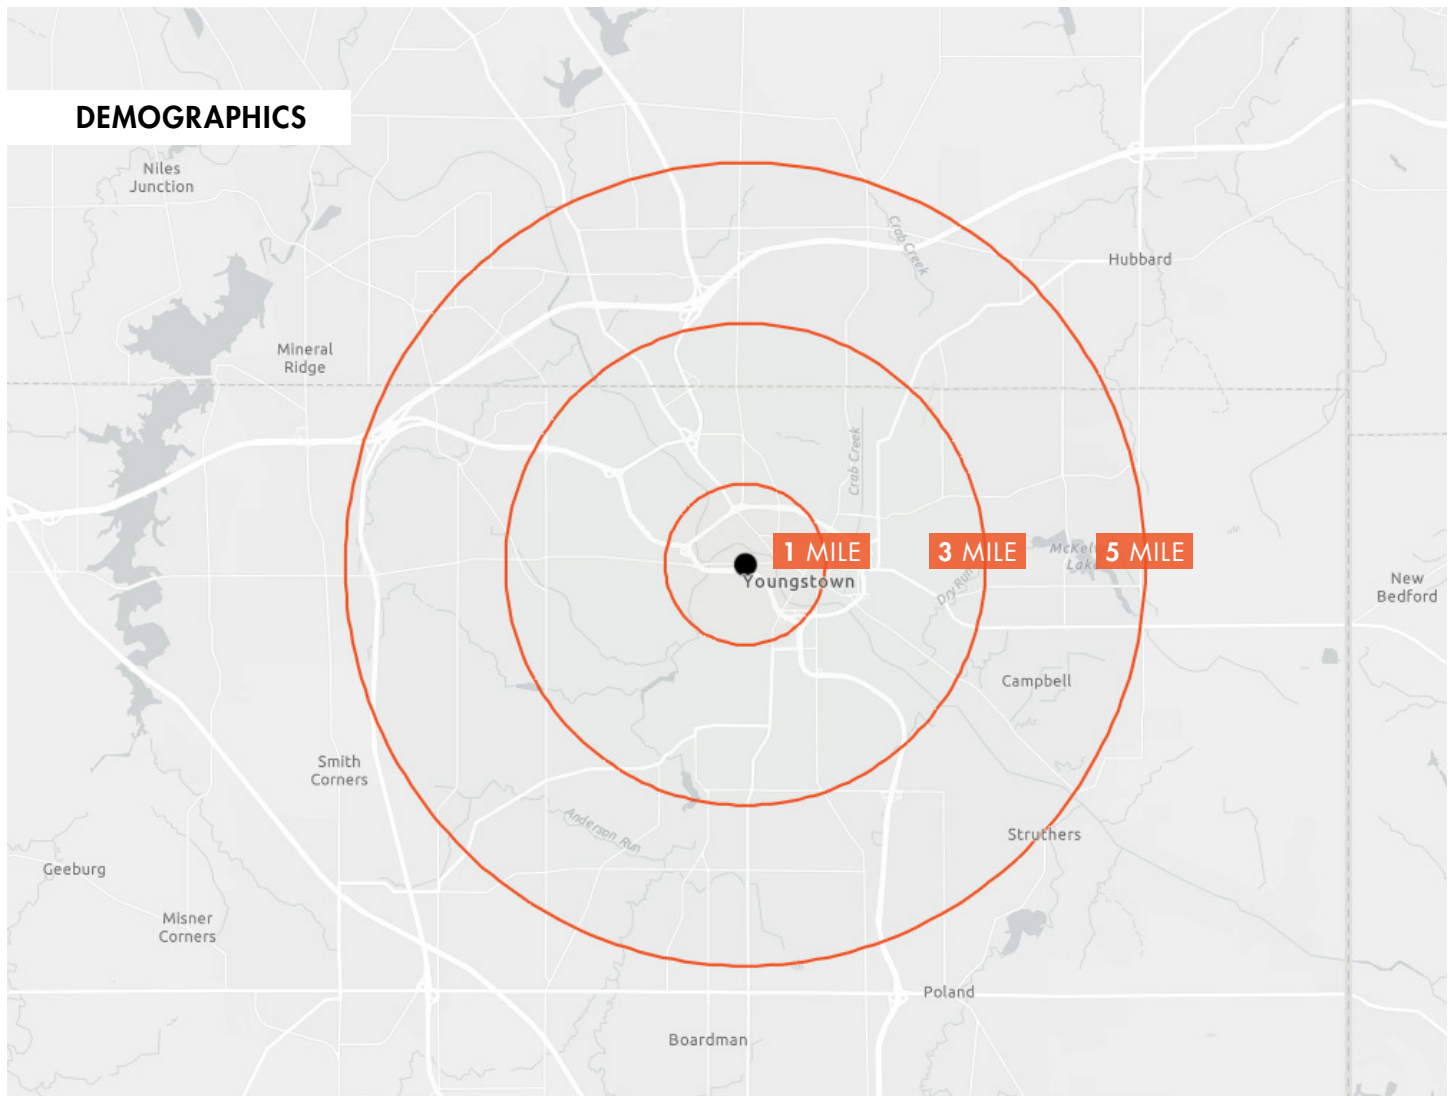 DEMOGRAPHICS
Niles
Junction
Crab Creek
Hubbard
Mineral
Ridge
Crab Creek
1 MILE
3 MILE
5 MILE
Youngstown
Dry Run
New
Bedford
Campbell
Smith
Corners
Anderson Run
Struthers
Geeburg
Misner
Corners
Poland
Boardman